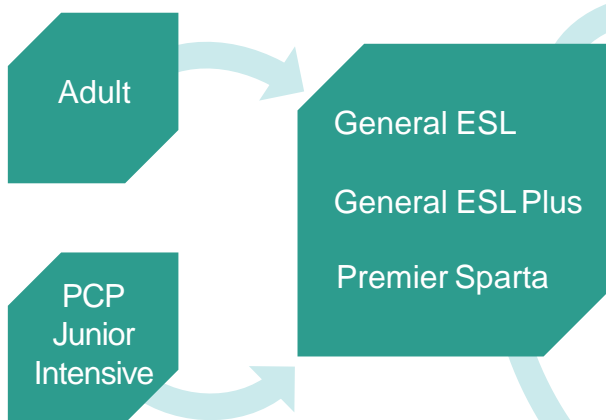 Adult
General ESL
General ESL Plus
Premier Sparta
PCP
Junior
Intensive